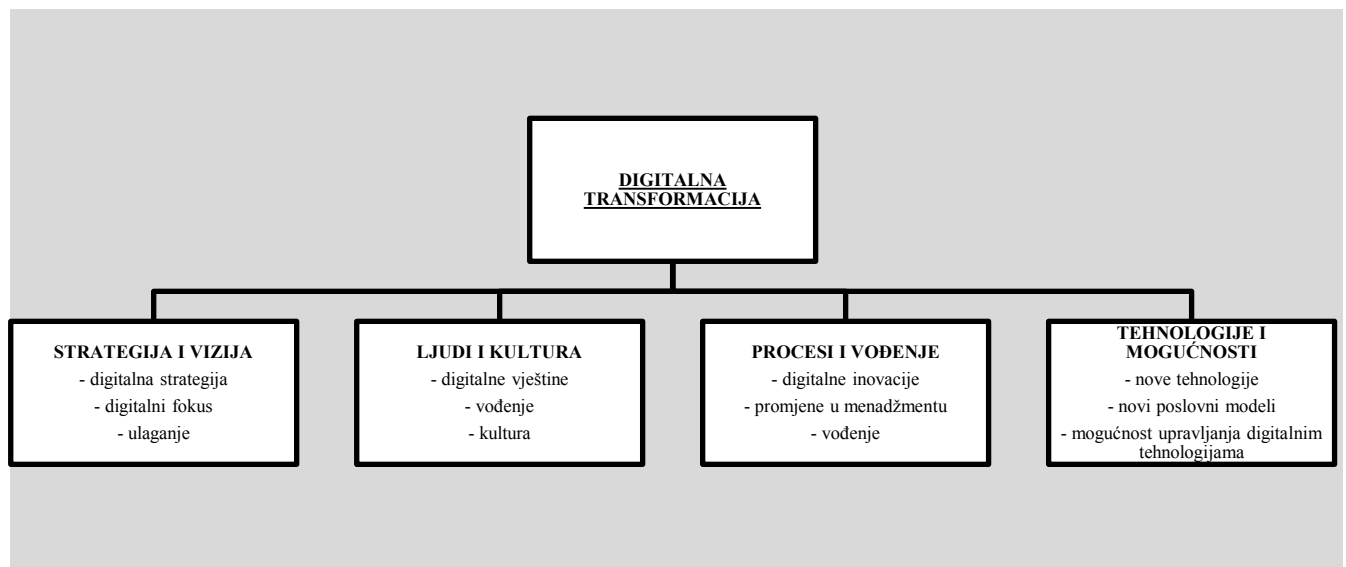 DIGITALNA
TRANSFORMACIJA
STRATEGIJA I VIZIJA
- digitalna strategija
- digitalni fokus
- ulaganje
LJUDI I KULTURA
- digitalne vještine
- vođenje
- kultura
PROCESI I VOĐENJE
- digitalne inovacije
- promjene u menadžmentu
- vođenje
TEHNOLOGIJE I
MOGUĆNOSTI
- nove tehnologije
- novi poslovni modeli
- mogućnost upravljanja digitalnim
tehnologijama